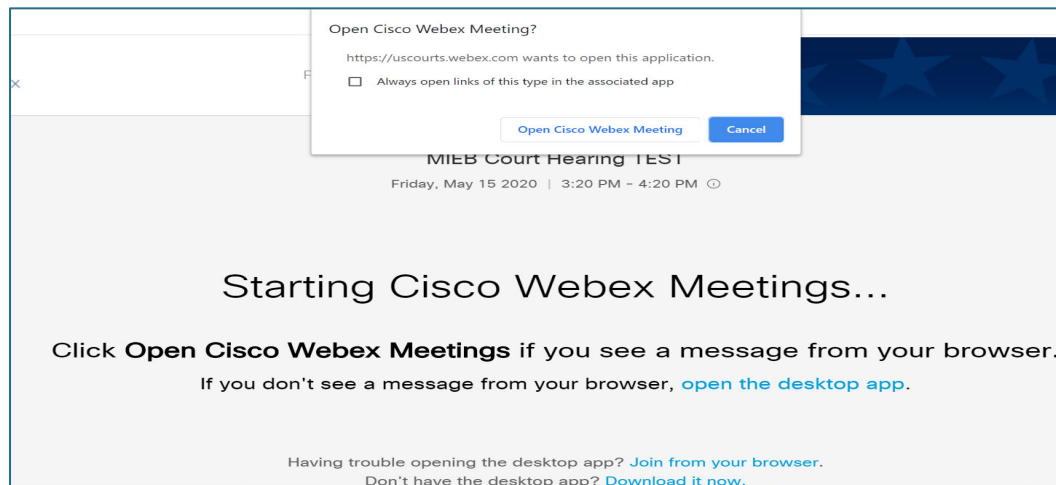 Open Cisco Webex Meeting?
https://uscourts.webex.com wants to open this application.
Always open links of this type in the associated app
Open Cisco Webex Meeting Cancel
MIEB Court Hearing TEST
Friday, May 15 2020 | 3:20 PM - 4:20 PM
Starting Cisco Webex Meetings...
Click Open Cisco Webex Meetings if you see a message from your browser.
If you don't see a message from your browser, open the desktop app.
Having trouble opening the desktop app? Join from your browser.
Don't have the desktop app? Download it now.